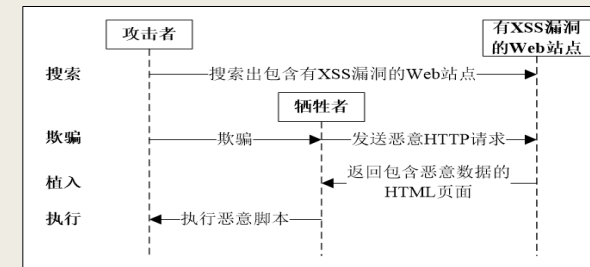 攻击者
有XSS漏洞
的Web站点
搜索
搜索出包含有XSS漏洞的Web站点
牺牲者
欺骗
欺骗
发送恶意HTTP请求
植入
返回包含恶意数据的
HTML页面
执行
执行恶意脚本